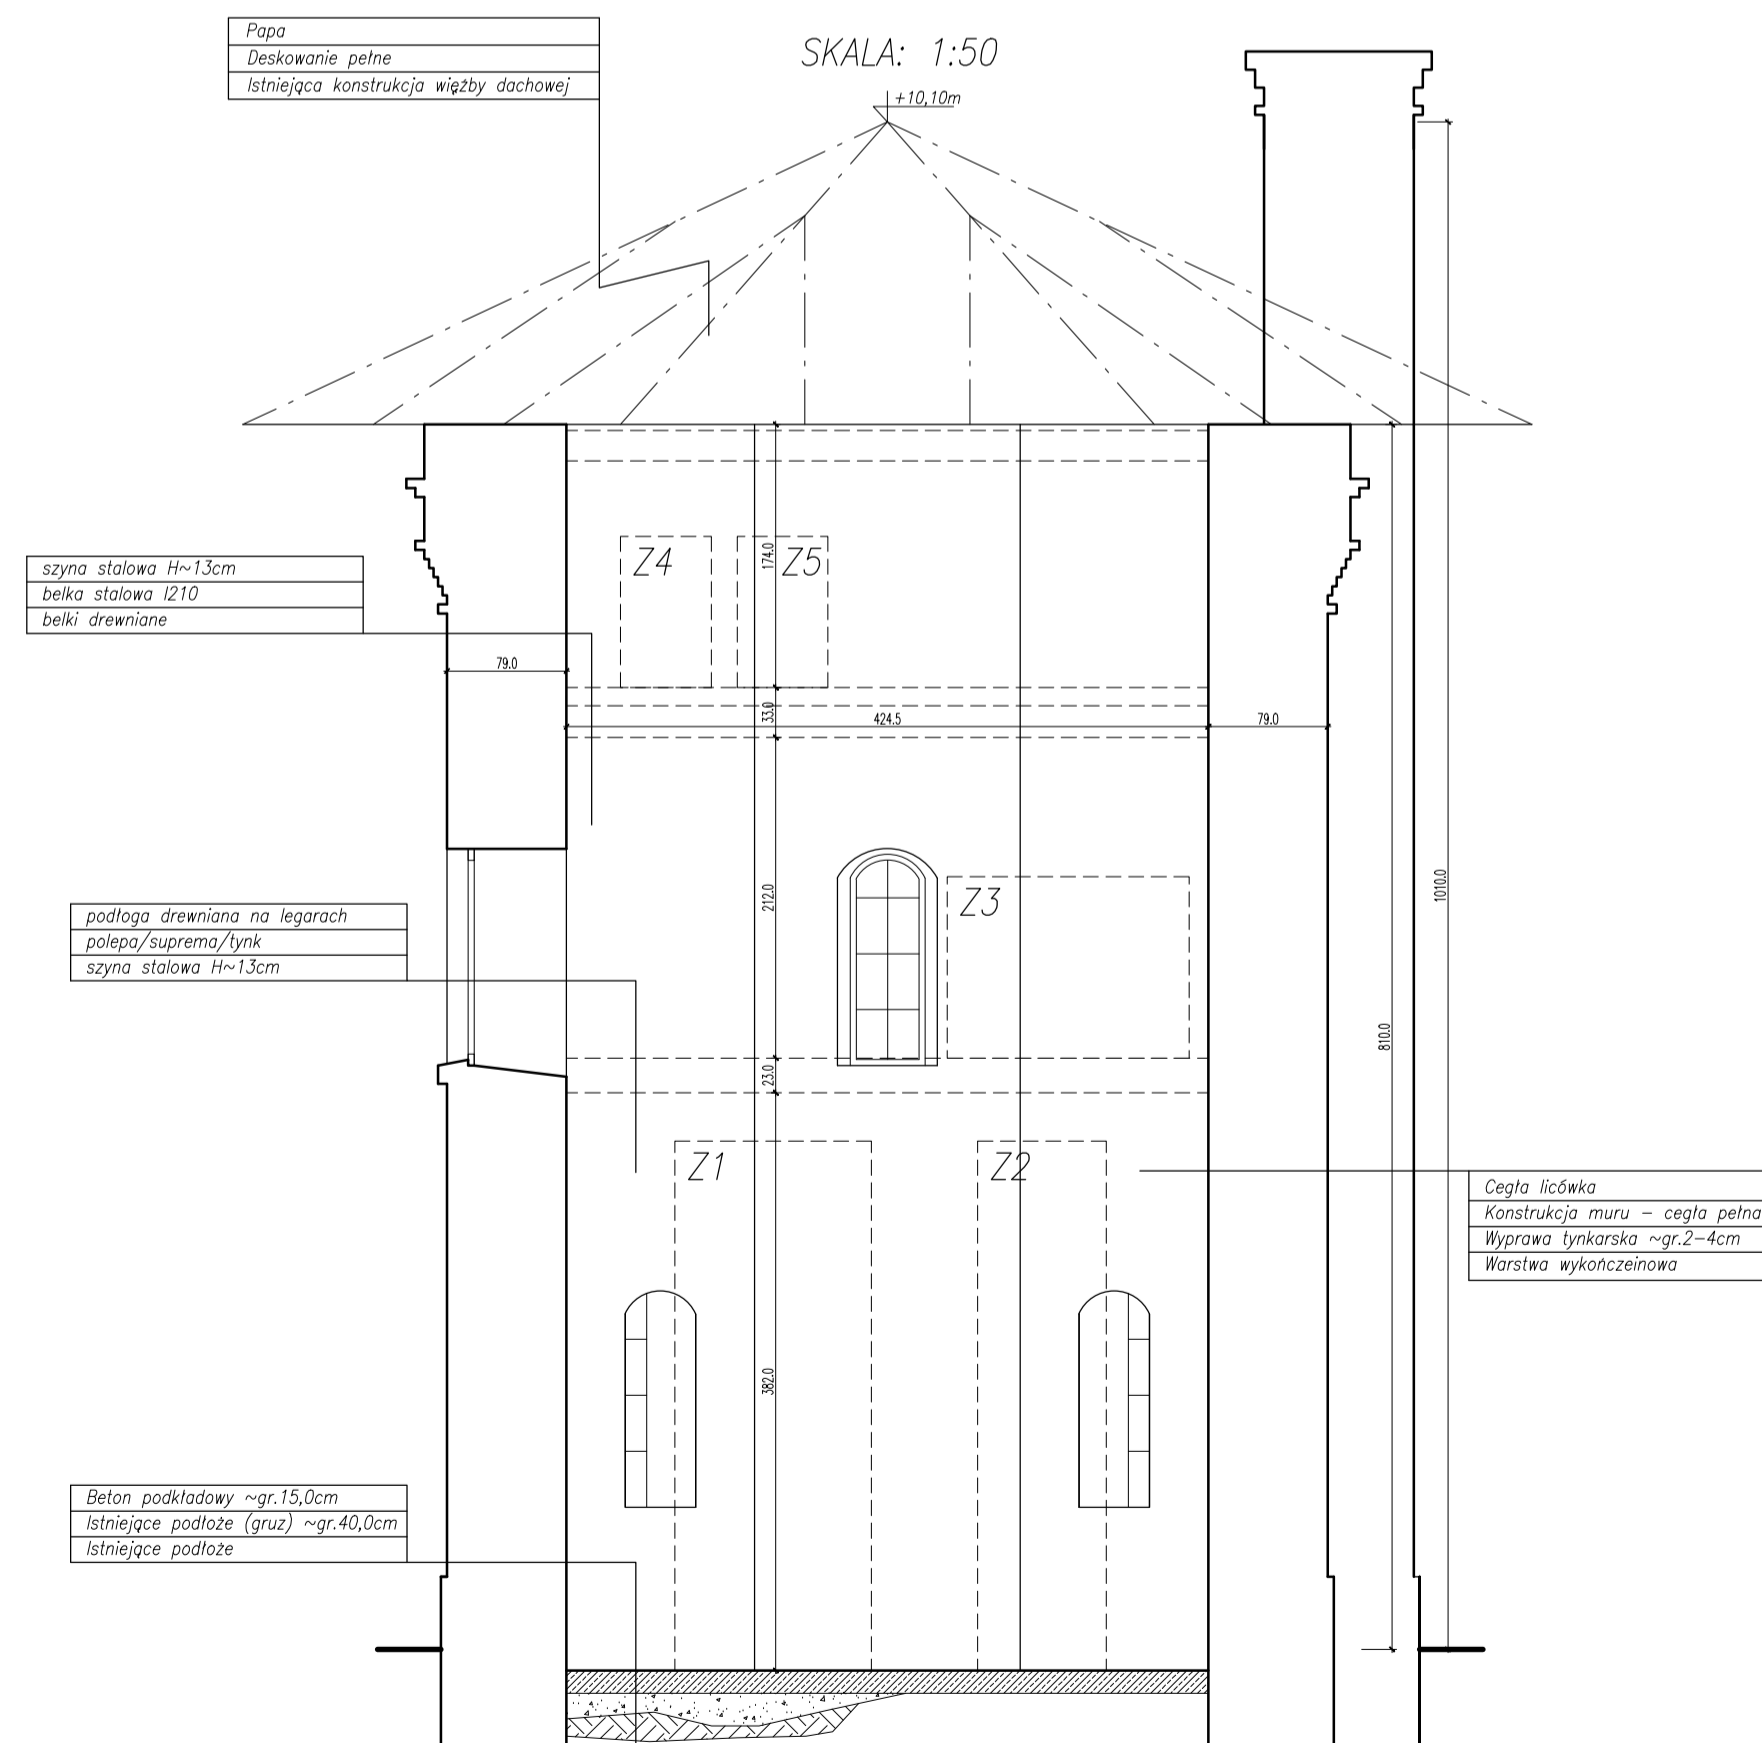 Papa
Deskowanie pełne
Istniejąca konstrukcja więźby dachowej
SKALA: 1:50
+10,10m
szyna stalowa H~13cm
belka stalowa I210
belki drewniane
Z4
Z5
174.0
79.0
33.0
424.5
79.0
podłoga drewniana na legarach
polepa/suprema/tynk
szyna stalowa H~13cm
212.0
Z3
1010.0
810.0
23.0
Z1
Z2
Cegła licówka
Konstrukcja muru - cegła pełna
Wyprawa tynkarska ~gr.2-4cm
Warstwa wykończeinowa
382.0
Beton podkładowy ~gr.15,0cm
Istniejące podłoże (gruz) ~gr.40,0cm
Istniejące podłoże